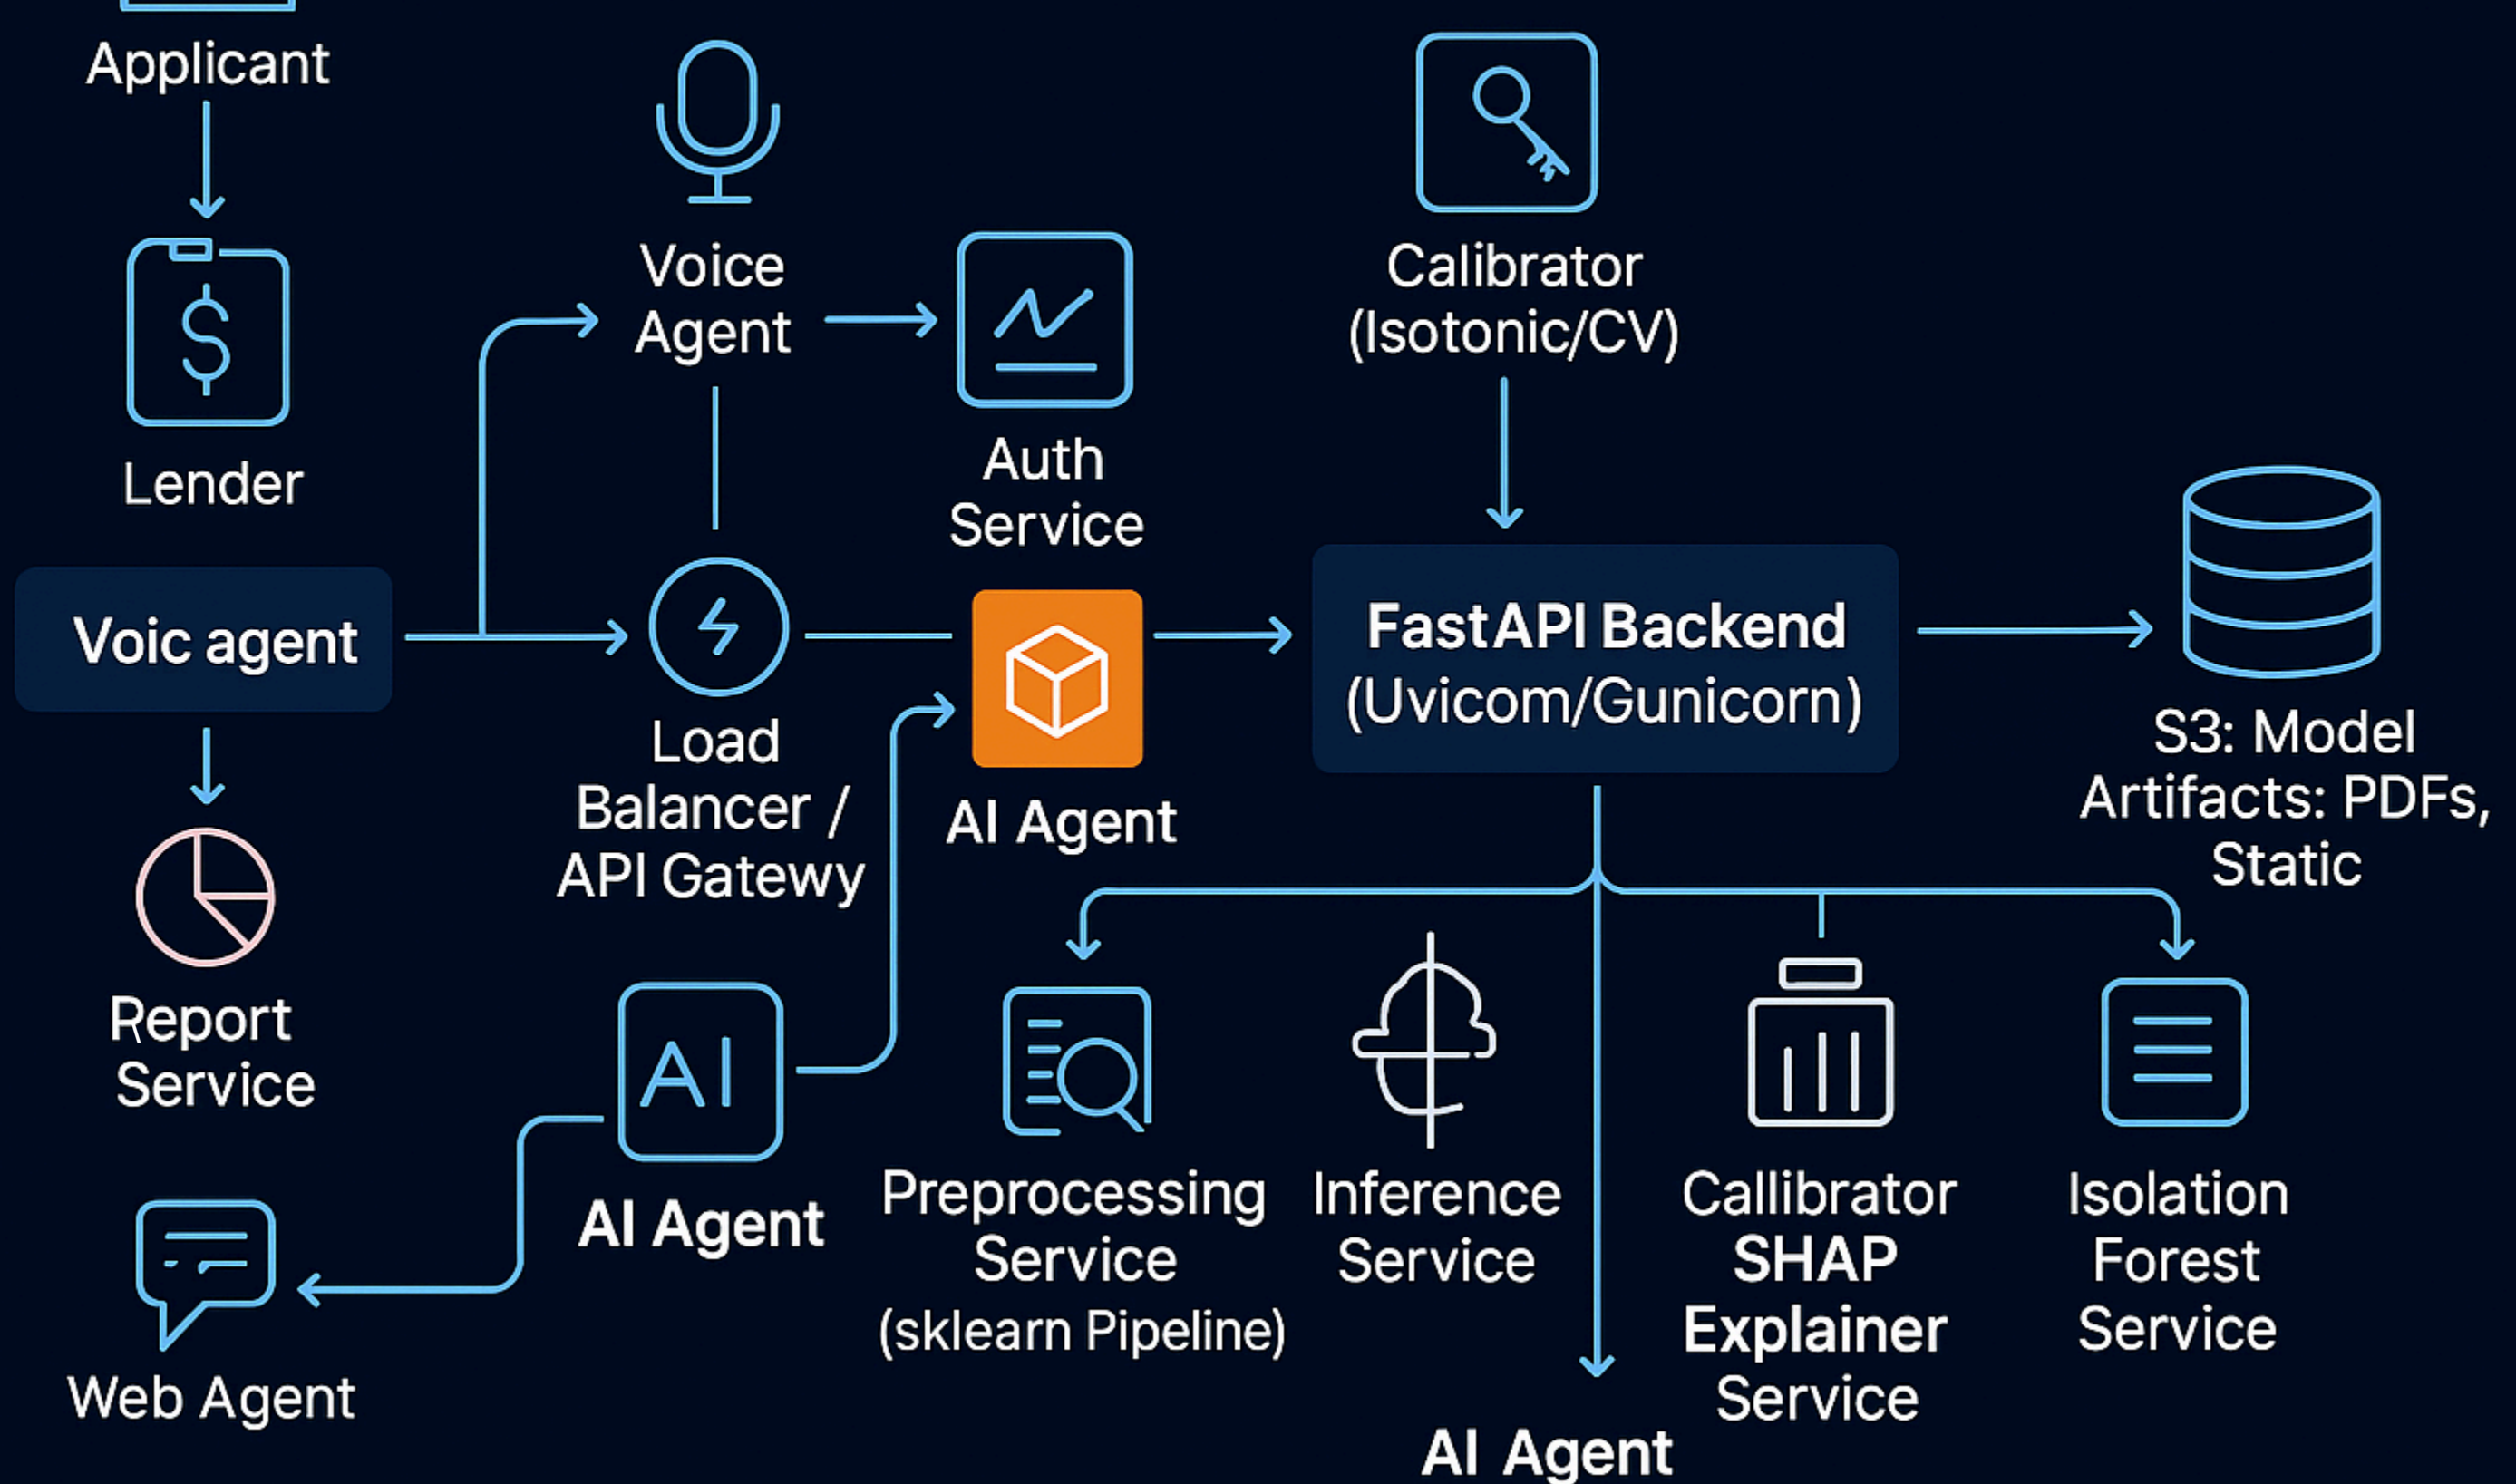 Applicant
Lender
Voic agent
Report
Service
Web Agent
Voice
Agent
Auth
Service
Load
Balancer /
API Gatewy
AI Agent
AI
AI Agent
Calibrator
(Isotonic/CV)
FastAPI Backend
(Uvicom/Gunicorn)
S3: Model
Artifacts: PDFs,
Static
Preprocessing
Service
(sklearn Pipeline)
Inference
Service
Callibrator
SHAP
Explainer
Service
Isolation
Forest
Service
AI Agent